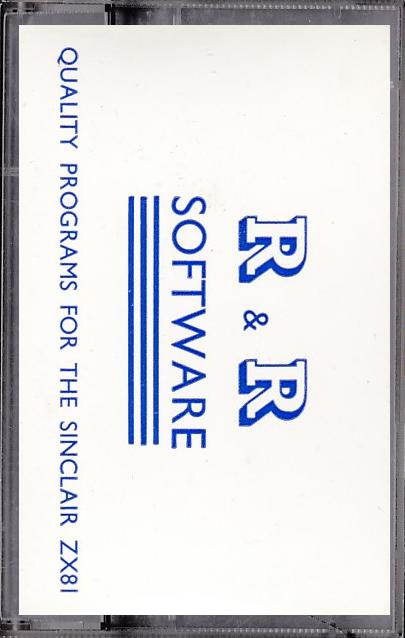 R & R
SOFTWARE
QUALITY PROGRAMS FOR THE SINCLAIR ZX81